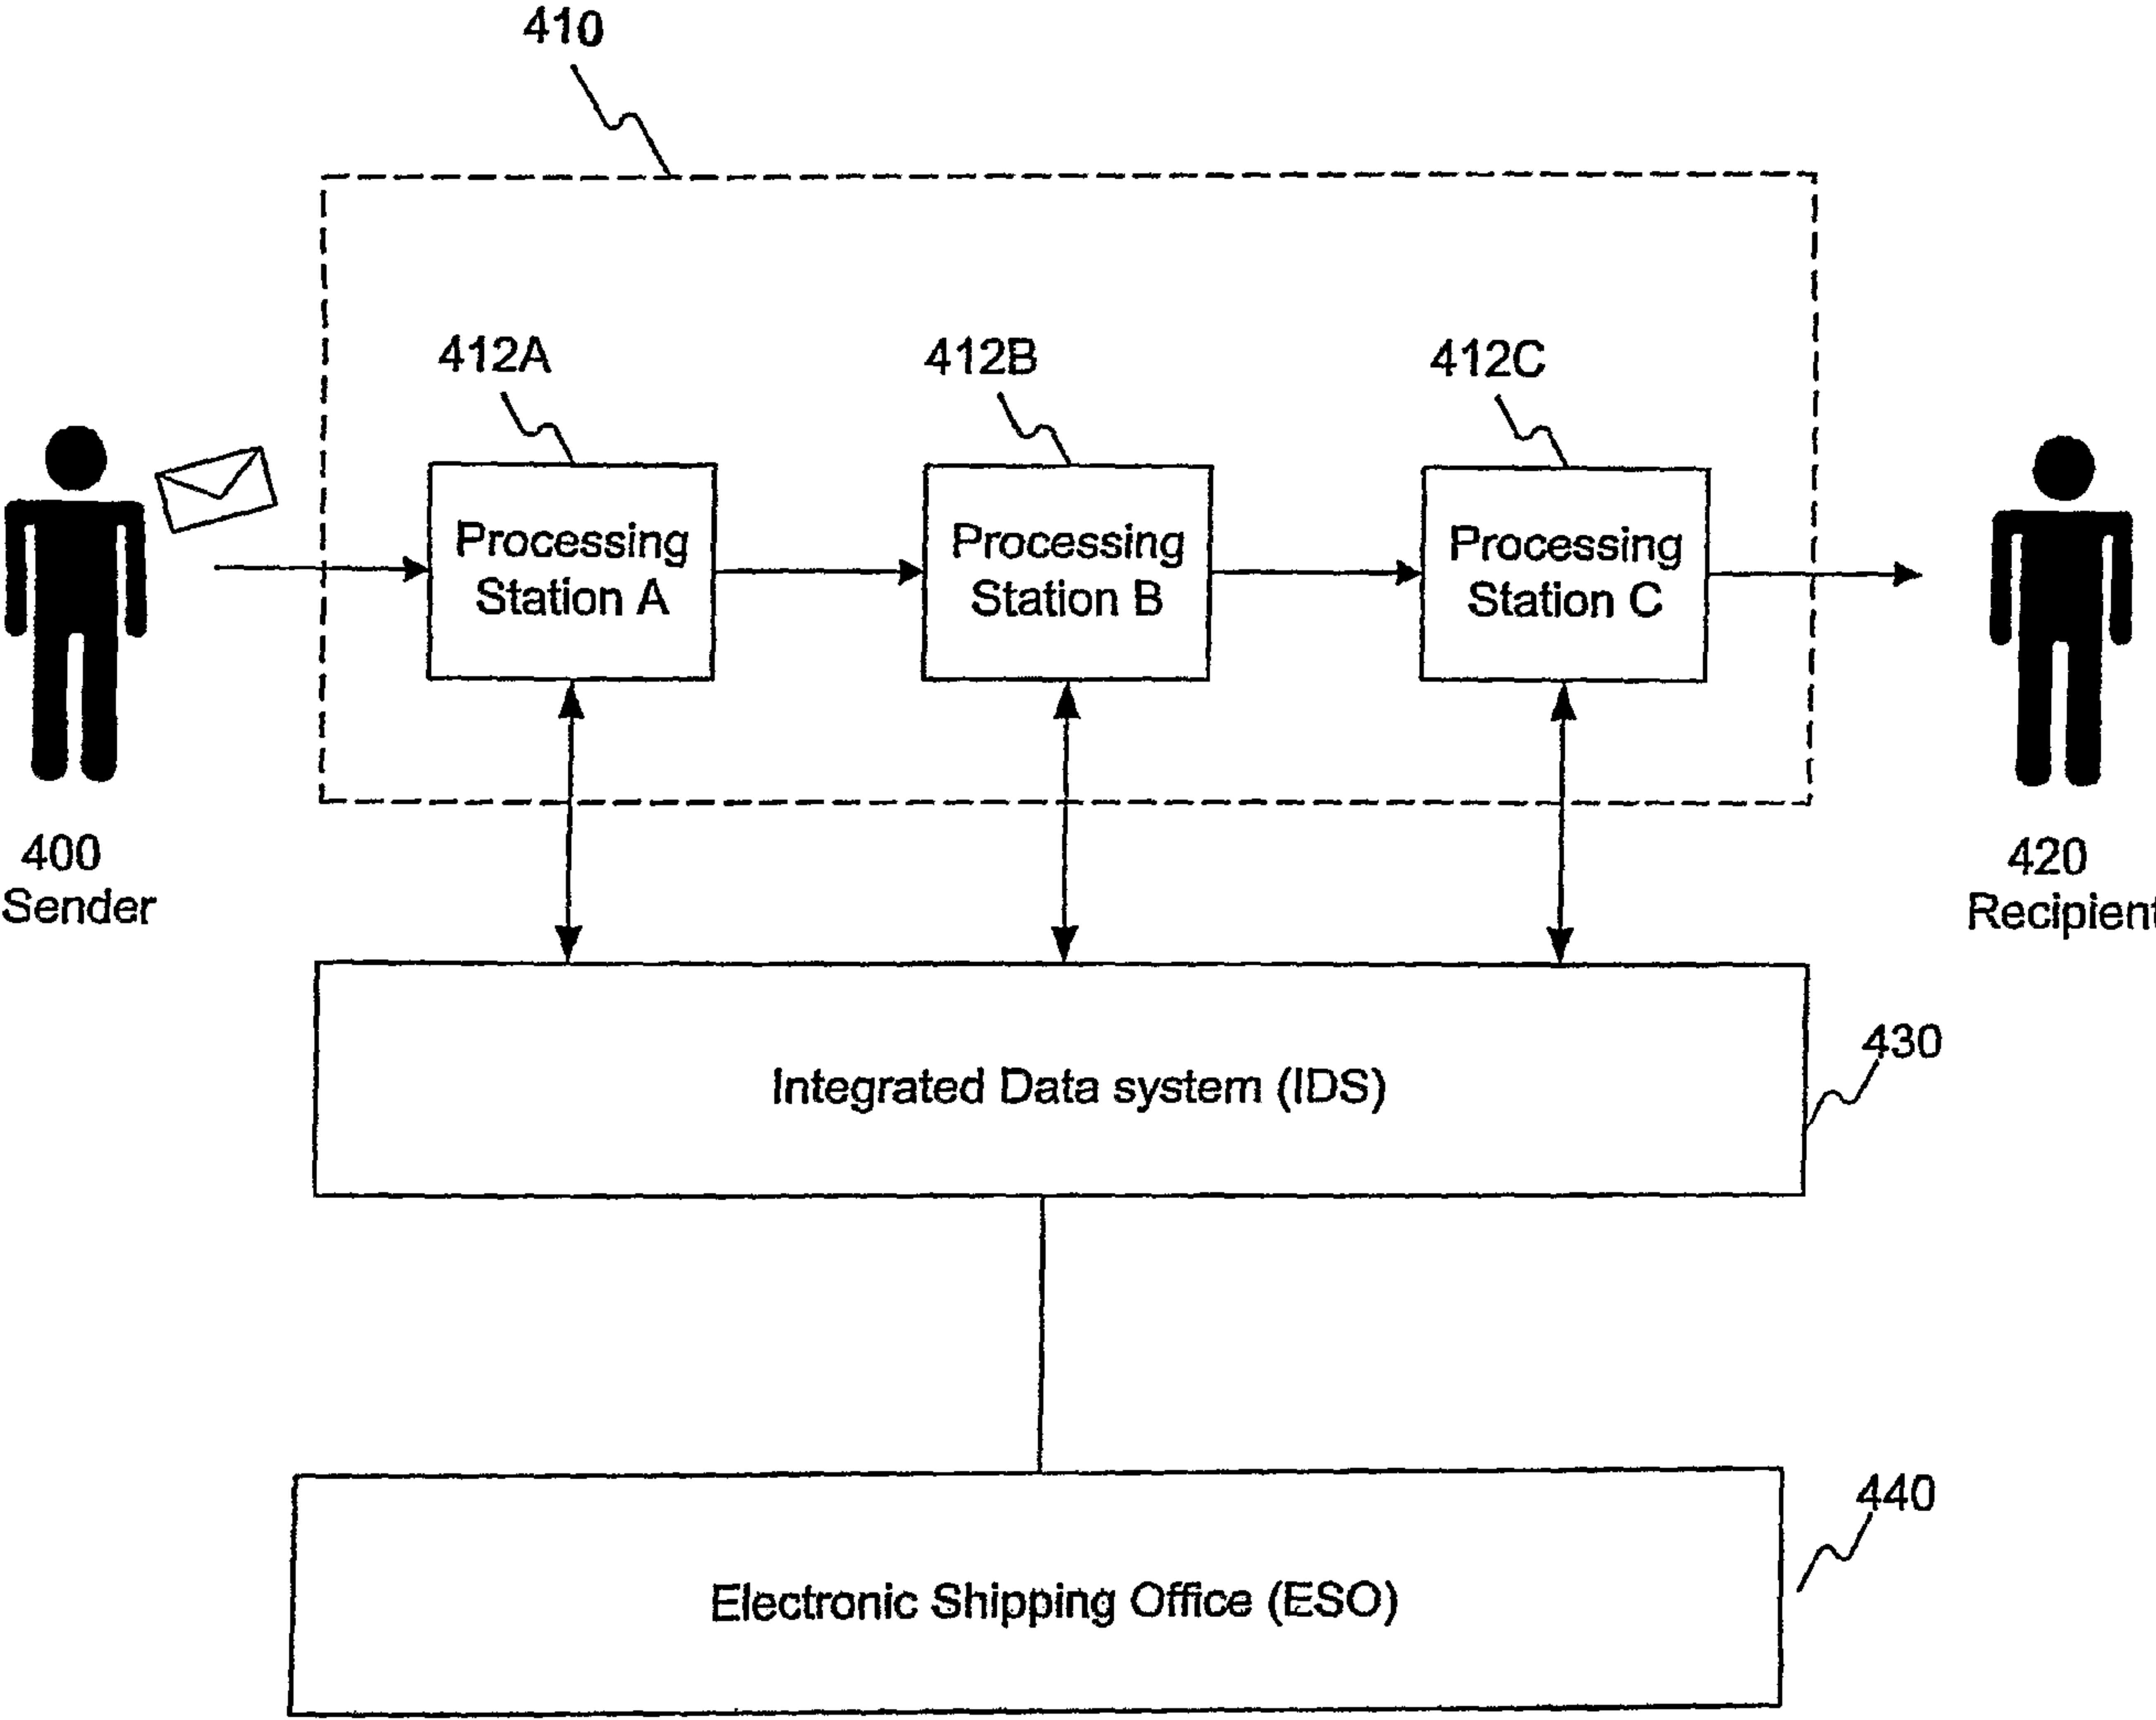 410
412A
412B
412C
Processing
Station A
Processing
Station B
Processing
Station C
400
Sender
420
Recipient
430
Integrated Data system (IDS)
440
Electronic Shipping Office (ESO)